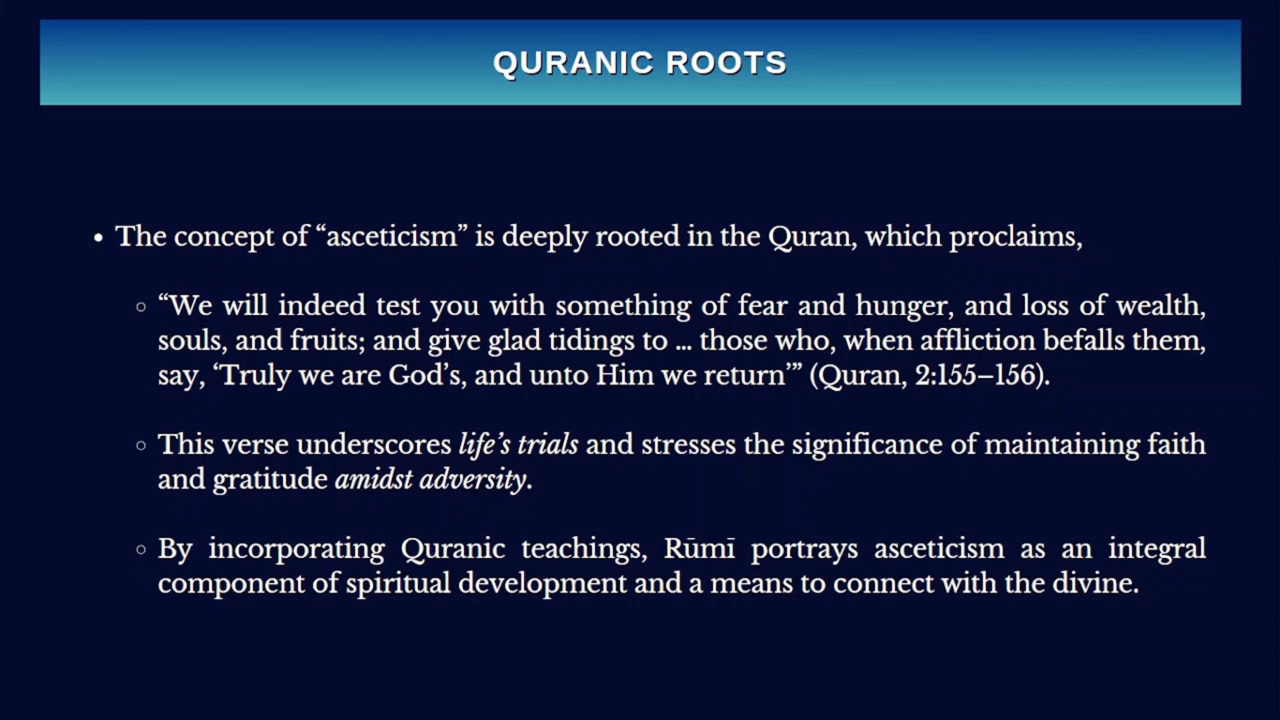 QURANIC ROOTS
• The concept of “asceticism” is deeply rooted in the Quran, which proclaims,
○ “We will indeed test you with something of fear and hunger, and loss of wealth,
souls, and fruits; and give glad tidings to ... those who, when affliction befalls them,
say, ‘Truly we are God’s, and unto Him we return’” (Quran, 2:155–156).
○ This verse underscores life’s trials and stresses the significance of maintaining faith
and gratitude amidst adversity.
○ By incorporating Quranic teachings, Rūmī portrays asceticism as an integral
component of spiritual development and a means to connect with the divine.